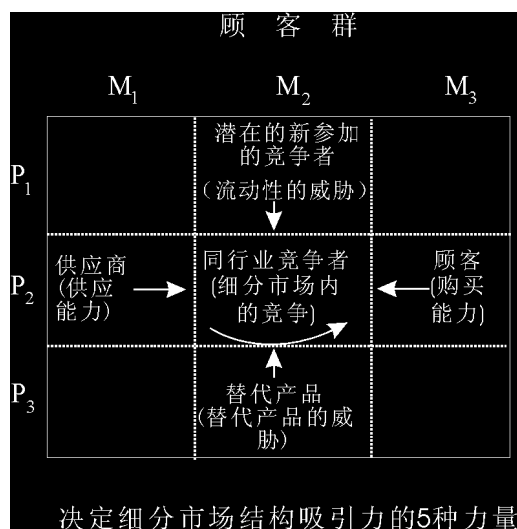 顾客群
M1 M2 M3
潜在的新参加
的竞争者
P1
(流动性的威胁)
供应商 同行业竞争者 顾客
P2 (供应 (细分市场内 (购买
能力) 的竞争) 能力)
P3 替代产品
(替代产品的威
胁)
决定细分市场结构吸引力的5种力量